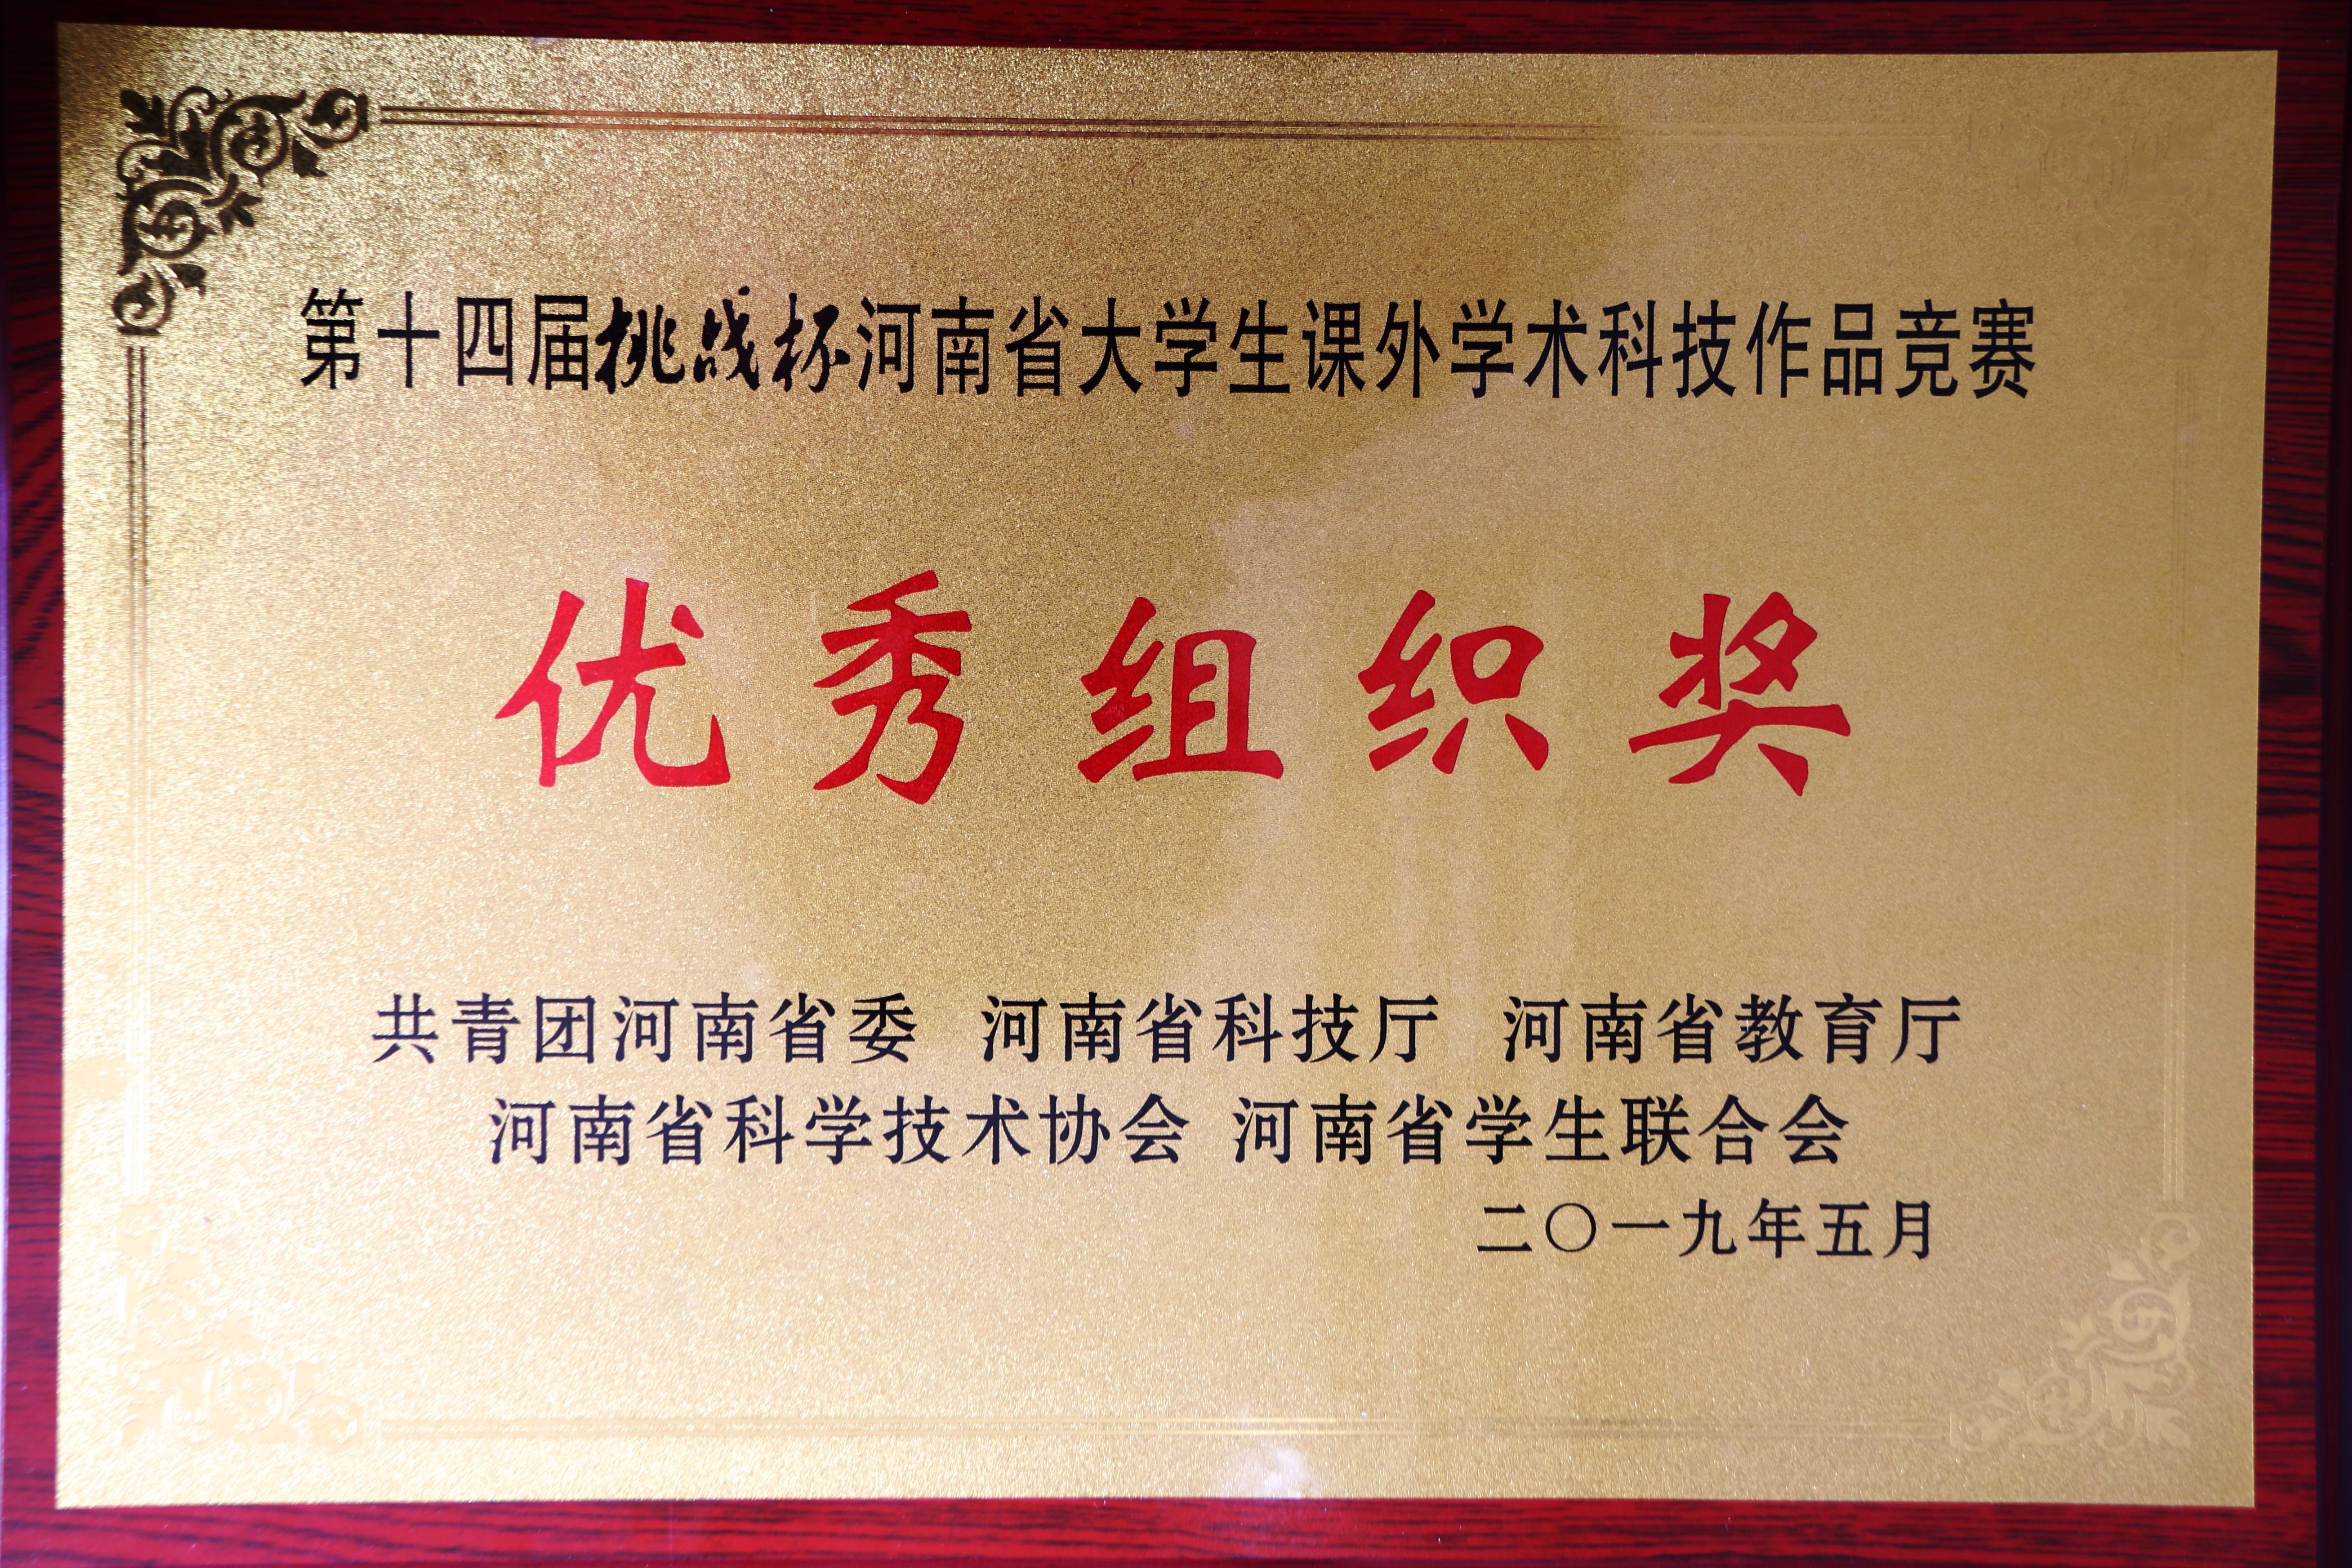 第十四届挑战杯河南省大学生课外学术科技作品竞赛
优秀组织奖
共青团河南省委 河南省科技厅 河南省教育厅
河南省科学技术协会 河南省学生联合会
二〇一九年五月